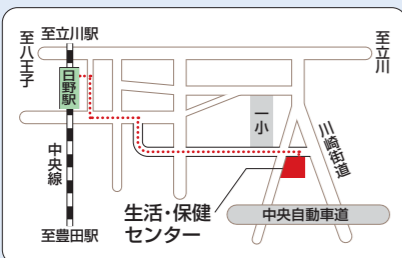 至立川駅
至八王子
至立川
日野駅
一小
川崎街道
中央線
生活・保健
センター
中央自動車道
至豊田駅